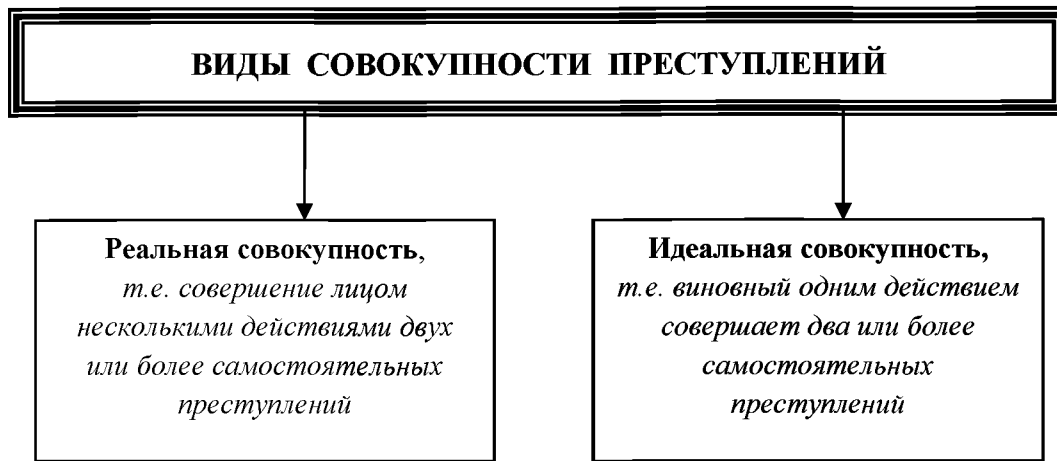 ВИДЫ СОВОКУПНОСТИ ПРЕСТУПЛЕНИЙ
Реальная совокупность,
т.е. совершение лицом
несколькими действиями двух
или более самостоятельных
преступлений
Идеальная совокупность,
т.е. виновный одним действием
совершает два или более
самостоятельных
преступлений